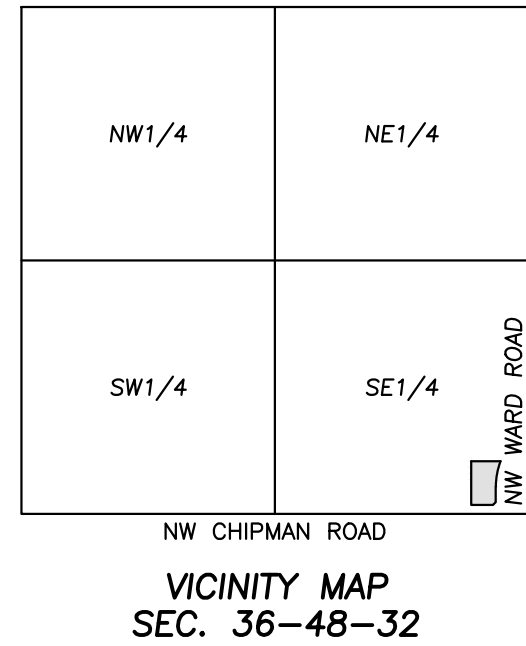 NW1/4
NE1/4
SW1/4
SE1/4
NW WARD ROAD
NW CHIPMAN ROAD
VICINITY MAP
SEC. 36-48-32